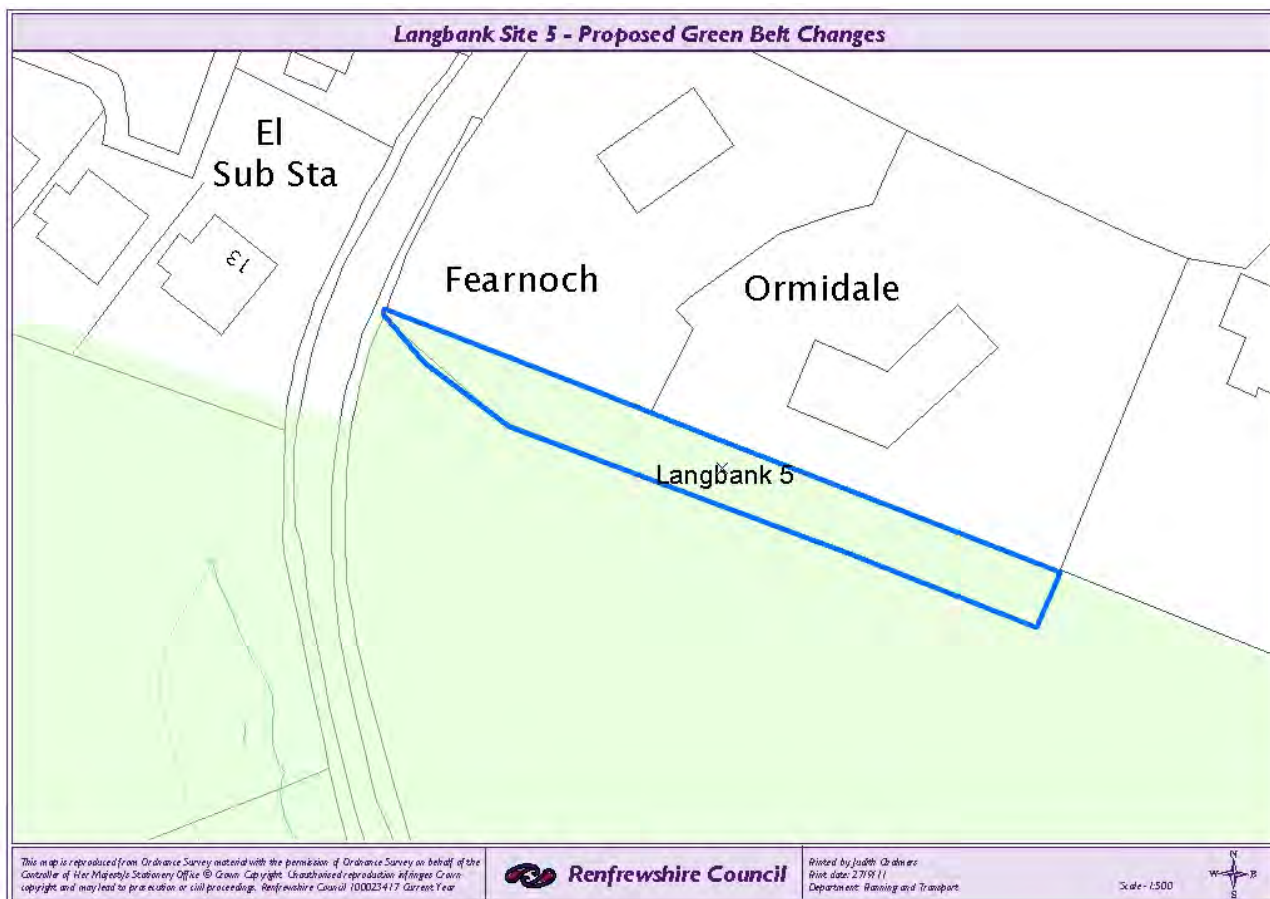 Langbank Site 5 - Proposed Green Belt Changes
El
Sub Sta
13
Fearnoch
Ormidale
Langbank 5
This map is reproduced from Ordnance Survey material with the permission of Ordnance Survey on behalf of the
Controller of Her Majesty's Stationery Office © Crown Copyright. Unauthorised reproduction infringes Crown
copyright and may lead to prosecution or civil proceedings. Renfrewshire Council 100023417 Current Year
Renfrewshire Council
Printed by: Judith Chalmers
Print date: 27/9/11
Department: Planning and Transport
Scale - 1:500
N
W E
S